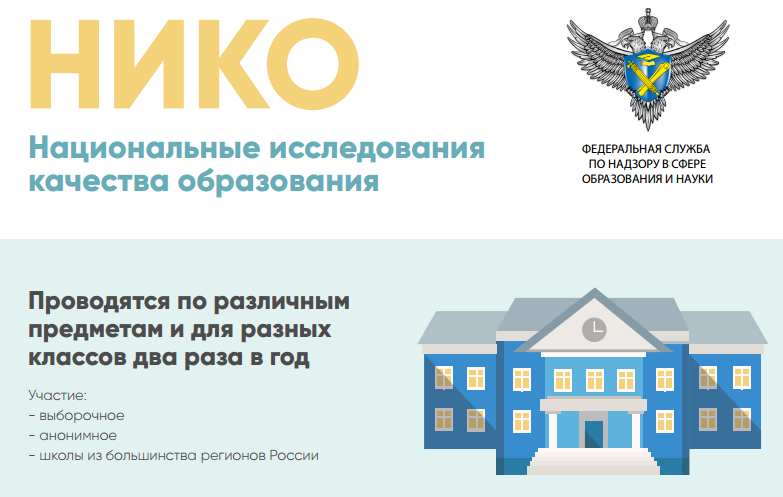 НИКО
Национальные исследования
качества образования
ФЕДЕРАЛЬНАЯ СЛУЖБА
ПО НАДЗОРУ В СФЕРЕ
ОБРАЗОВАНИЯ И НАУКИ
Проводятся по различным
предметам и для разных
классов два раза в год
Участие:
- выборочное
- анонимное
- школы из большинства регионов России